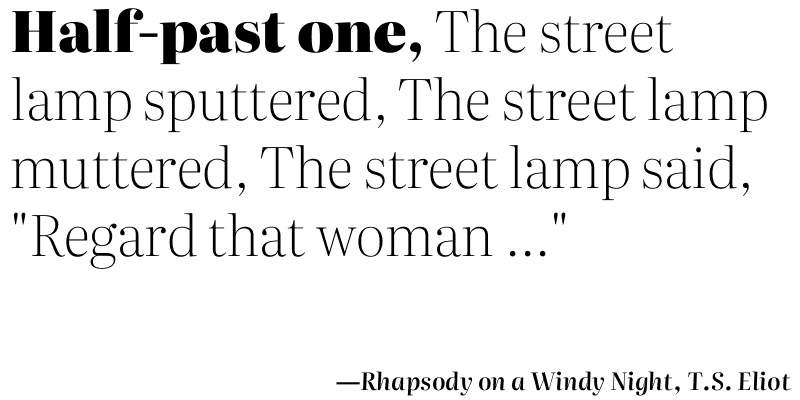 Half-past one, The street
lamp sputtered, The street lamp
muttered, The street lamp said,
"Regard that woman ..."
—Rhapsody on a Windy Night, T.S. Eliot